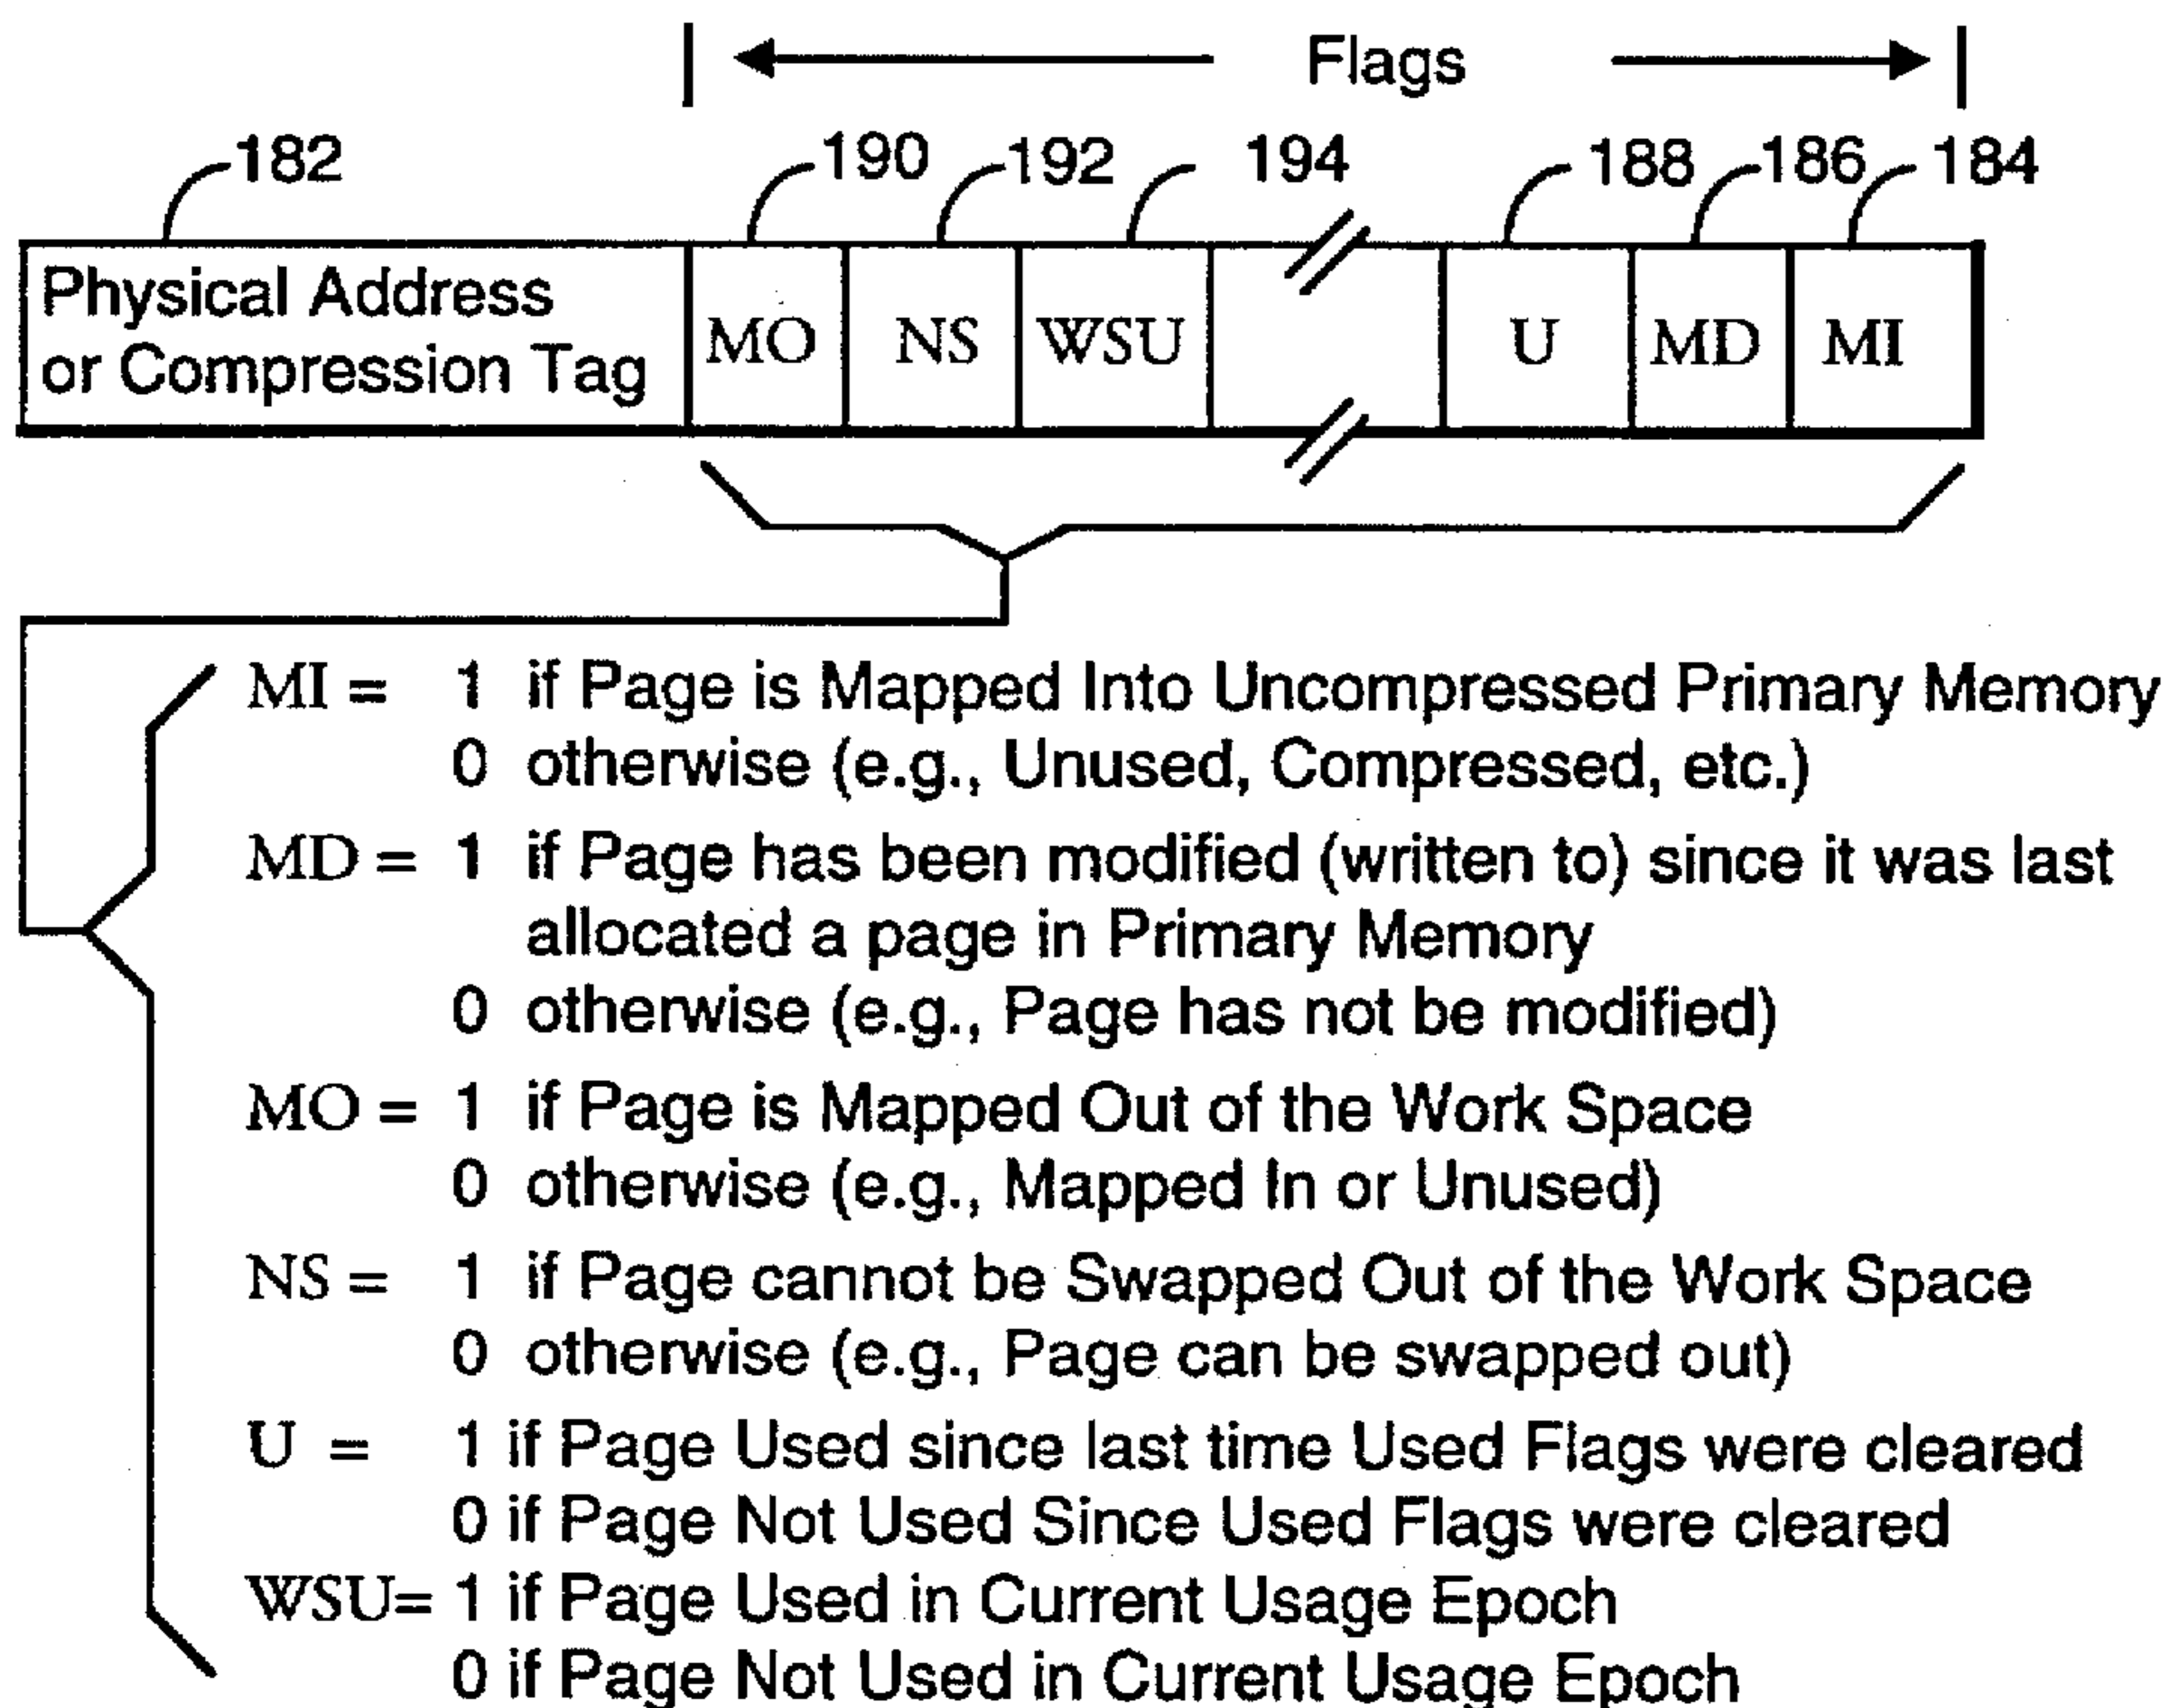 Flags
182 190 192 194 188 186 184
Physical Address
or Compression Tag
MO NS WSU U MD MI
MI = 1 if Page is Mapped Into Uncompressed Primary Memory
0 otherwise (e.g., Unused, Compressed, etc.)
MD = 1 if Page has been modified (written to) since it was last
allocated a page in Primary Memory
0 otherwise (e.g., Page has not be modified)
MO = 1 if Page is Mapped Out of the Work Space
0 otherwise (e.g., Mapped In or Unused)
NS = 1 if Page cannot be Swapped Out of the Work Space
0 otherwise (e.g., Page can be swapped out)
U = 1 if Page Used since last time Used Flags were cleared
0 if Page Not Used Since Used Flags were cleared
WSU= 1 if Page Used in Current Usage Epoch
0 if Page Not Used in Current Usage Epoch